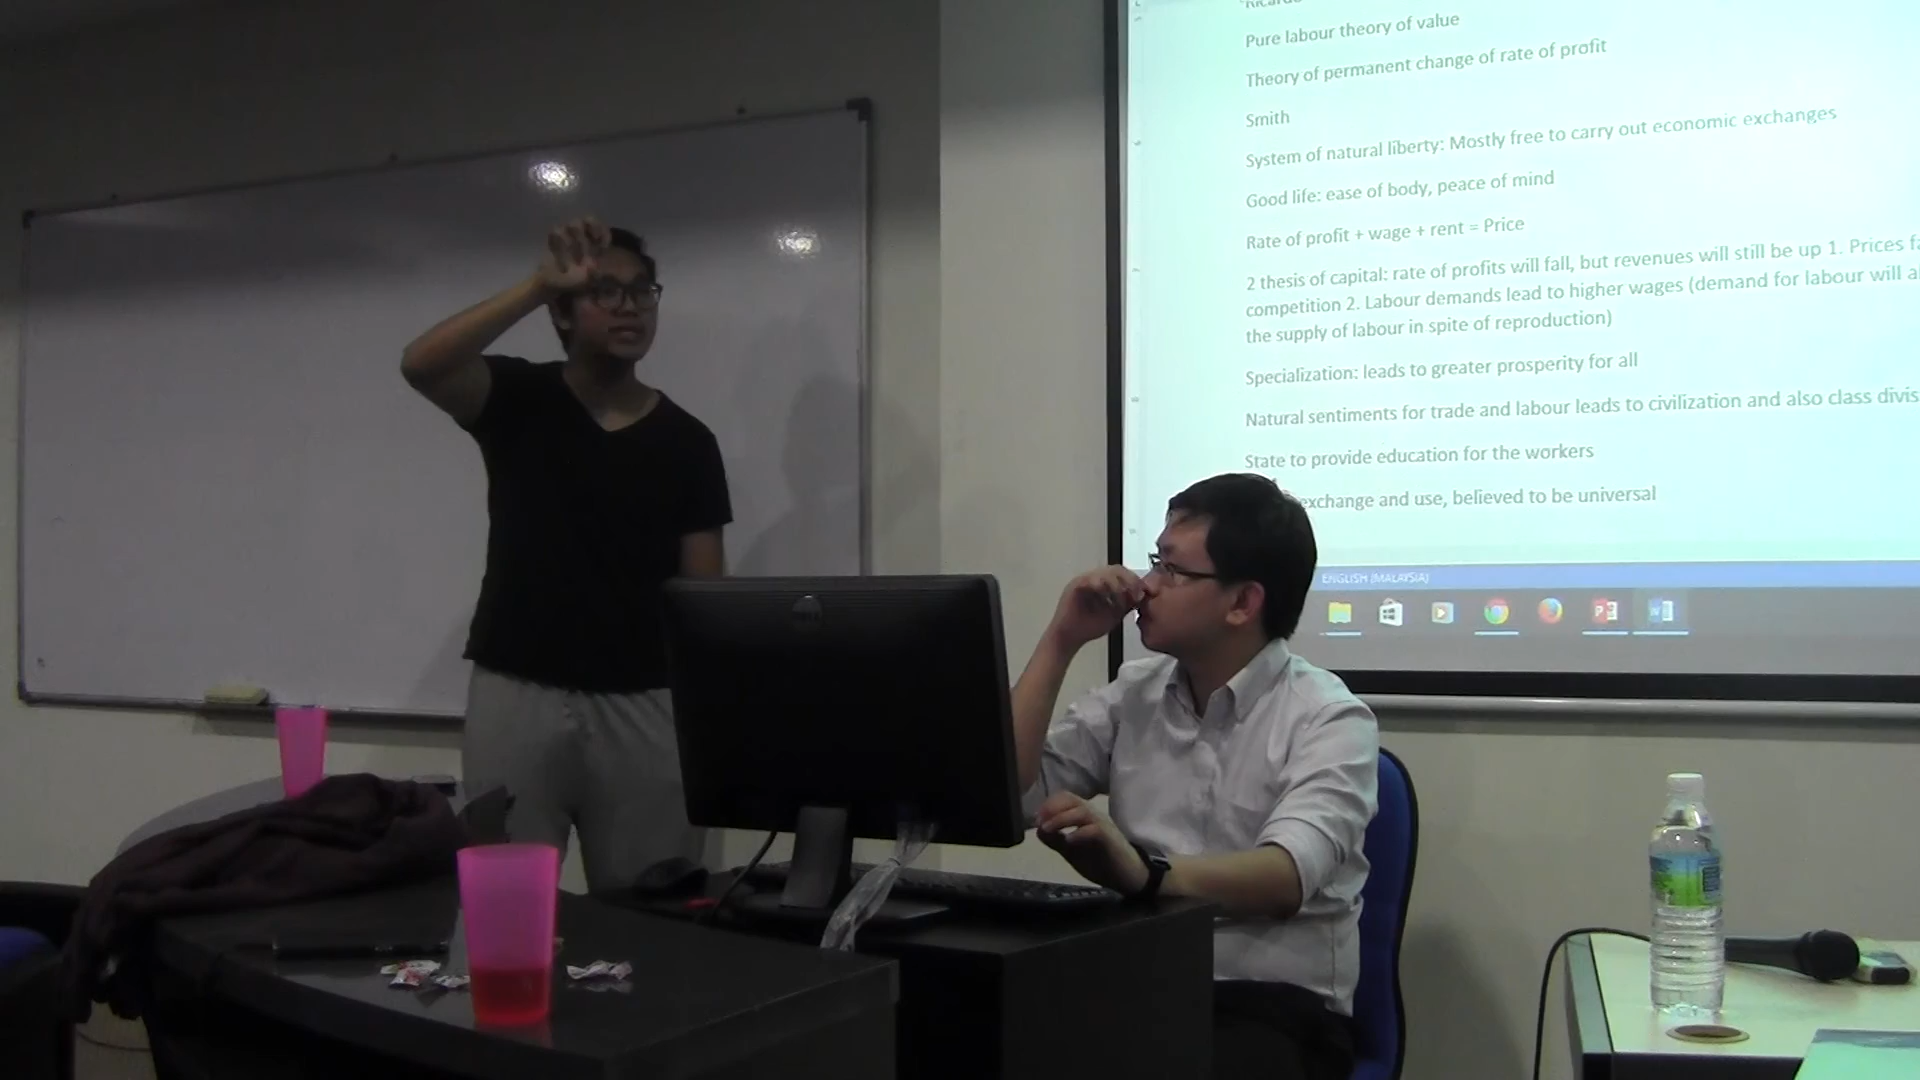 Ricardo
Pure labour theory of value
Theory of permanent change of rate of profit
Smith
System of natural liberty: Mostly free to carry out economic exchanges
Good life: ease of body, peace of mind
Rate of profit + wage + rent = Price
2 thesis of capital: rate of profits will fall, but revenues will still be up 1. Prices
competition 2. Labour demands lead to higher wages (demand for labour will
the supply of labour in spite of reproduction)
Specialization: leads to greater prosperity for all
Natural sentiments for trade and labour leads to civilization and also class
State to provide education for the workers
exchange and use, believed to be universal
ENGLISH (MALAYSIA)
DELL